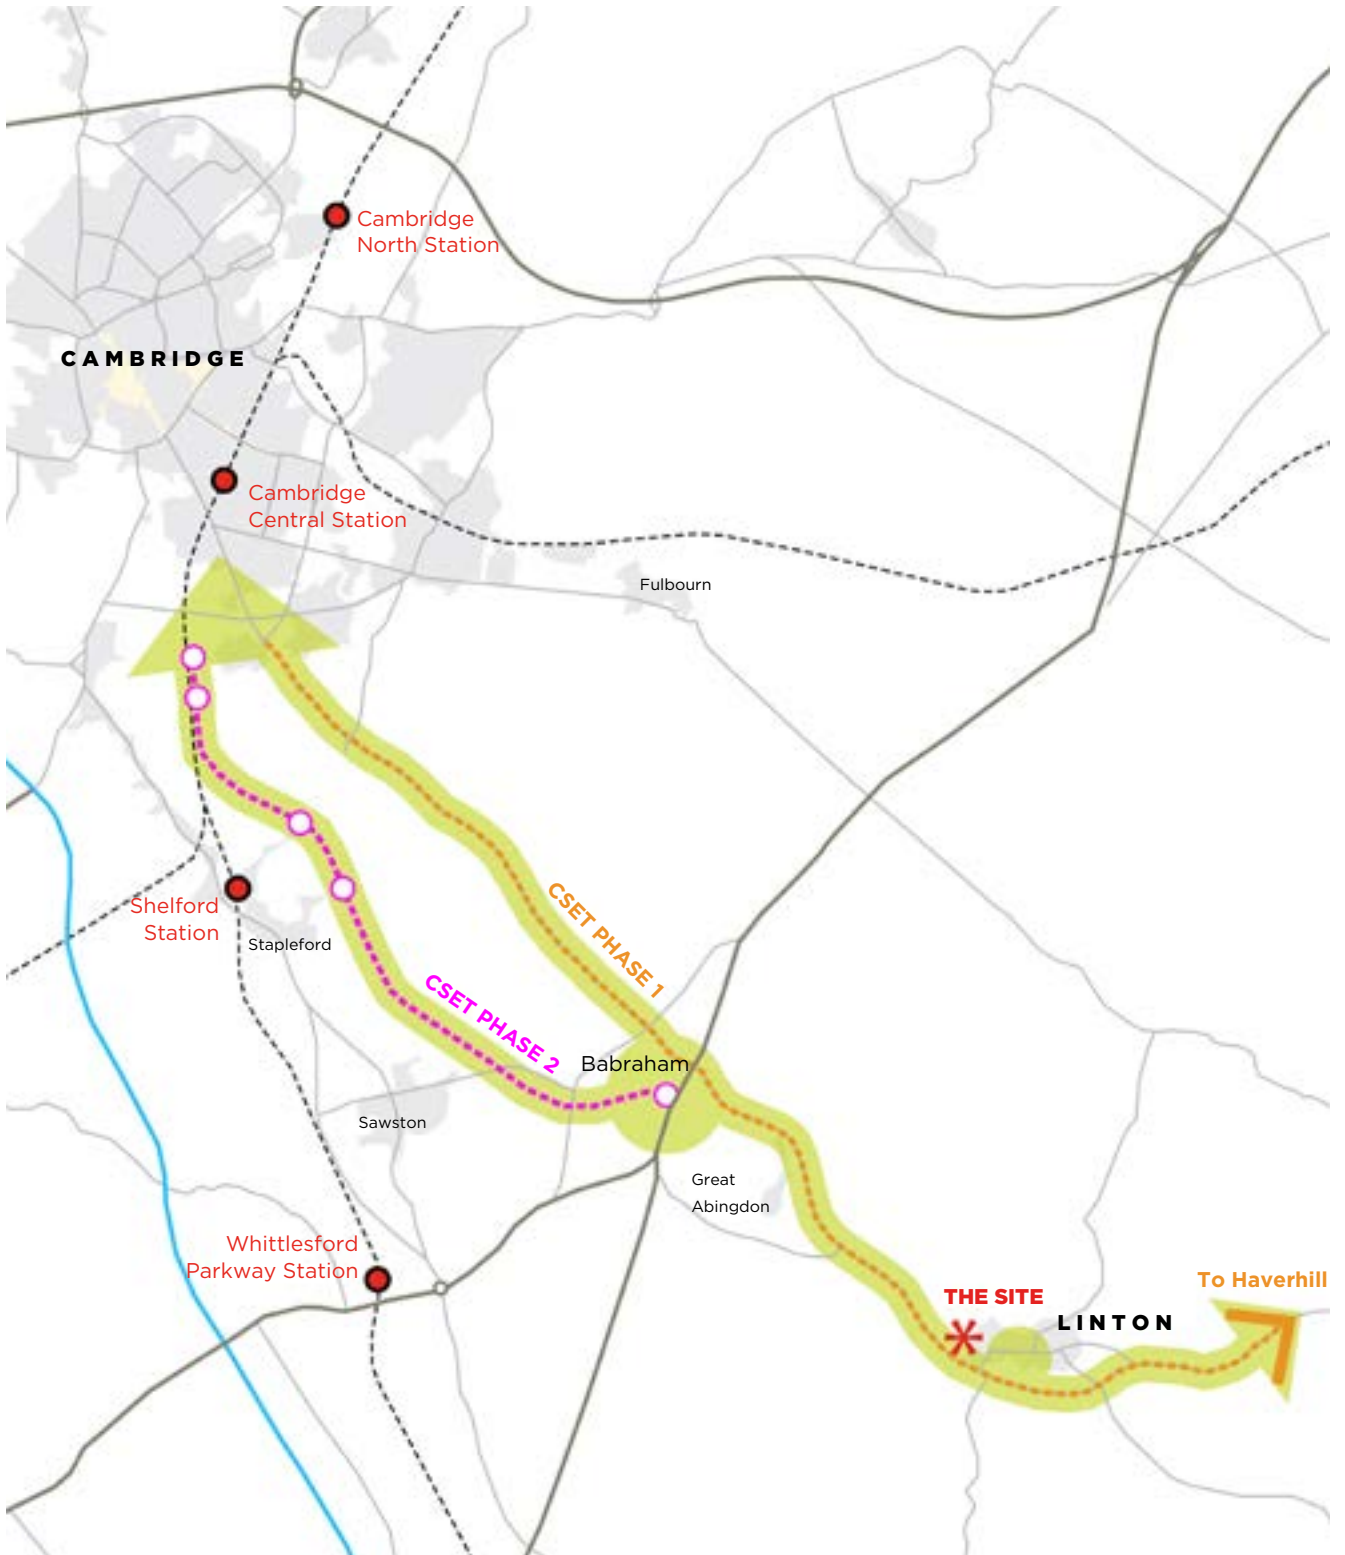 Cambridge
North Station
CAMBRIDGE
Cambridge
Central Station
Fulbourn
CSET PHASE 1
Shelford
Station
Stapleford
CSET PHASE 2
Babraham
Sawston
Great
Abingdon
Whittlesford
Parkway Station
To Haverhill
THE SITE
LINTON